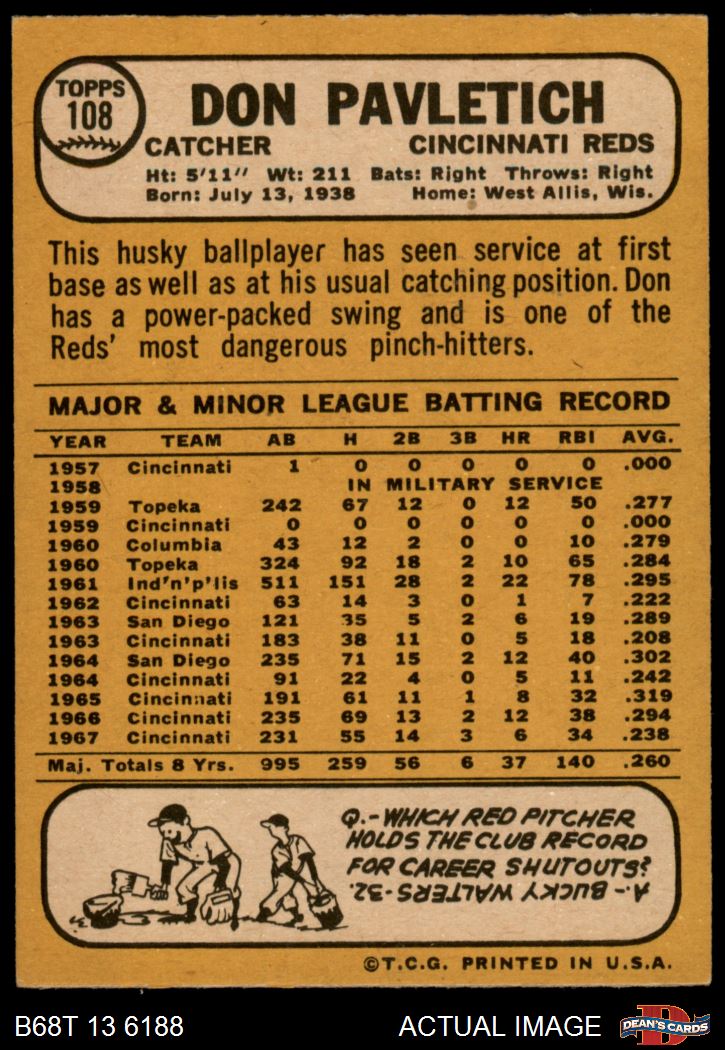 TOPPS
108
DON PAVLETICH
CATCHER CINCINNATI REDS
Ht: 5'11" Wt: 211 Bats: Right Throws: Right
Born: July 13, 1938 Home: West Allis, Wis.
This husky ballplayer has seen service at first
base as well as at his usual catching position. Don
has a power-packed swing and is one of the
Reds' most dangerous pinch-hitters.
MAJOR & MINOR LEAGUE BATTING RECORD
YEAR TEAM AB H 2B 3B HR RBI AVG.
1957 Cincinnati 1 0 0 0 0 0 .000
1958 IN MILITARY SERVICE
1959 Topeka 242 67 12 0 12 50 .277
1959 Cincinnati 0 0 0 0 0 0 .000
1960 Columbia 43 12 2 0 0 10 .279
1960 Topeka 324 92 18 2 10 65 .284
1961 Ind'n'p'lis 511 151 28 2 22 78 .295
1962 Cincinnati 63 14 3 0 1 7 .222
1963 San Diego 121 35 5 2 6 19 .289
1963 Cincinnati 183 38 11 0 5 18 .208
1964 San Diego 235 71 15 2 12 40 .302
1964 Cincinnati 91 22 4 0 5 11 .242
1965 Cincinnati 191 61 11 1 8 32 .319
1966 Cincinnati 235 69 13 2 12 38 .294
1967 Cincinnati 231 55 14 3 6 34 .238
Maj. Totals 8 Yrs. 995 259 56 6 37 140 .260
Q.-WHICH RED PITCHER
HOLDS THE CLUB RECORD
FOR CAREER SHUTOUTS?
A.-BUCKY WALTERS-32.
©T.C.G. PRINTED IN U.S.A.
B68T 13 6188 ACTUAL IMAGE DEAN'S CARDS